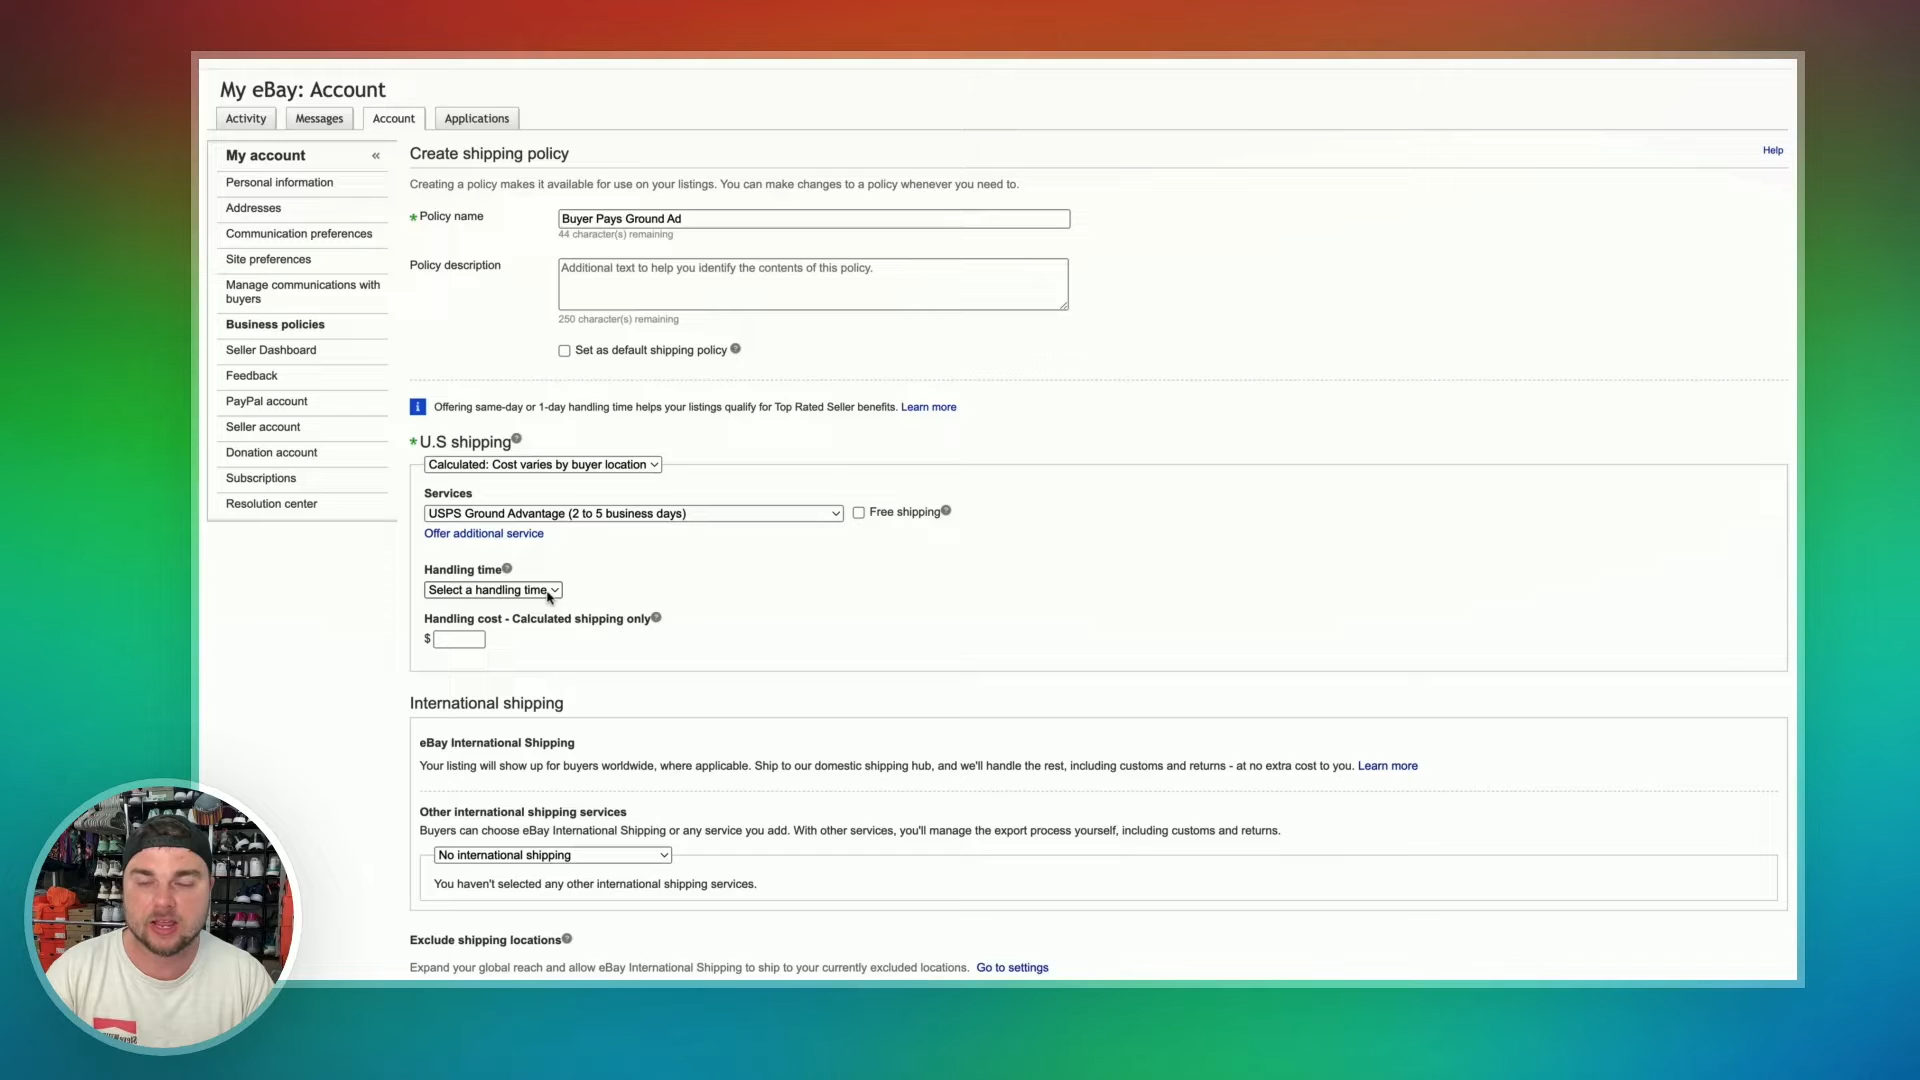 My eBay: Account
Activity
Messages
Account
Applications
My account
«
Personal information
Addresses
Communication preferences
Site preferences
Manage communications with
buyers
Business policies
Seller Dashboard
Feedback
PayPal account
Seller account
Donation account
Subscriptions
Resolution center
Create shipping policy
Help
Creating a policy makes it available for use on your listings. You can make changes to a policy whenever you need to.
* Policy name
Buyer Pays Ground Ad
44 character(s) remaining
Policy description
Additional text to help you identify the contents of this policy.
250 character(s) remaining
Set as default shipping policy ?
i Offering same-day or 1-day handling time helps your listings qualify for Top Rated Seller benefits. Learn more
* U.S shipping ?
Calculated: Cost varies by buyer location
Services
USPS Ground Advantage (2 to 5 business days)
Free shipping ?
Offer additional service
Handling time ?
Select a handling time
Handling cost - Calculated shipping only ?
$
International shipping
eBay International Shipping
Your listing will show up for buyers worldwide, where applicable. Ship to our domestic shipping hub, and we'll handle the rest, including customs and returns - at no extra cost to you. Learn more
Other international shipping services
Buyers can choose eBay International Shipping or any service you add. With other services, you'll manage the export process yourself, including customs and returns.
No international shipping
You haven't selected any other international shipping services.
Exclude shipping locations ?
Expand your global reach and allow eBay International Shipping to ship to your currently excluded locations. Go to settings